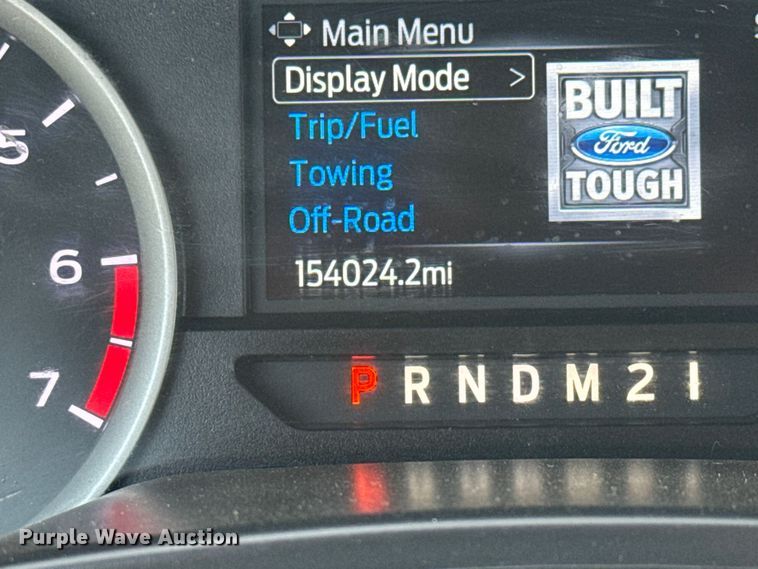 Main Menu
Display Mode >
Trip/Fuel
Towing
Off-Road
154024.2mi
BUILT
Ford
TOUGH
5
6
7
P R N D M 2 1
Purple Wave Auction